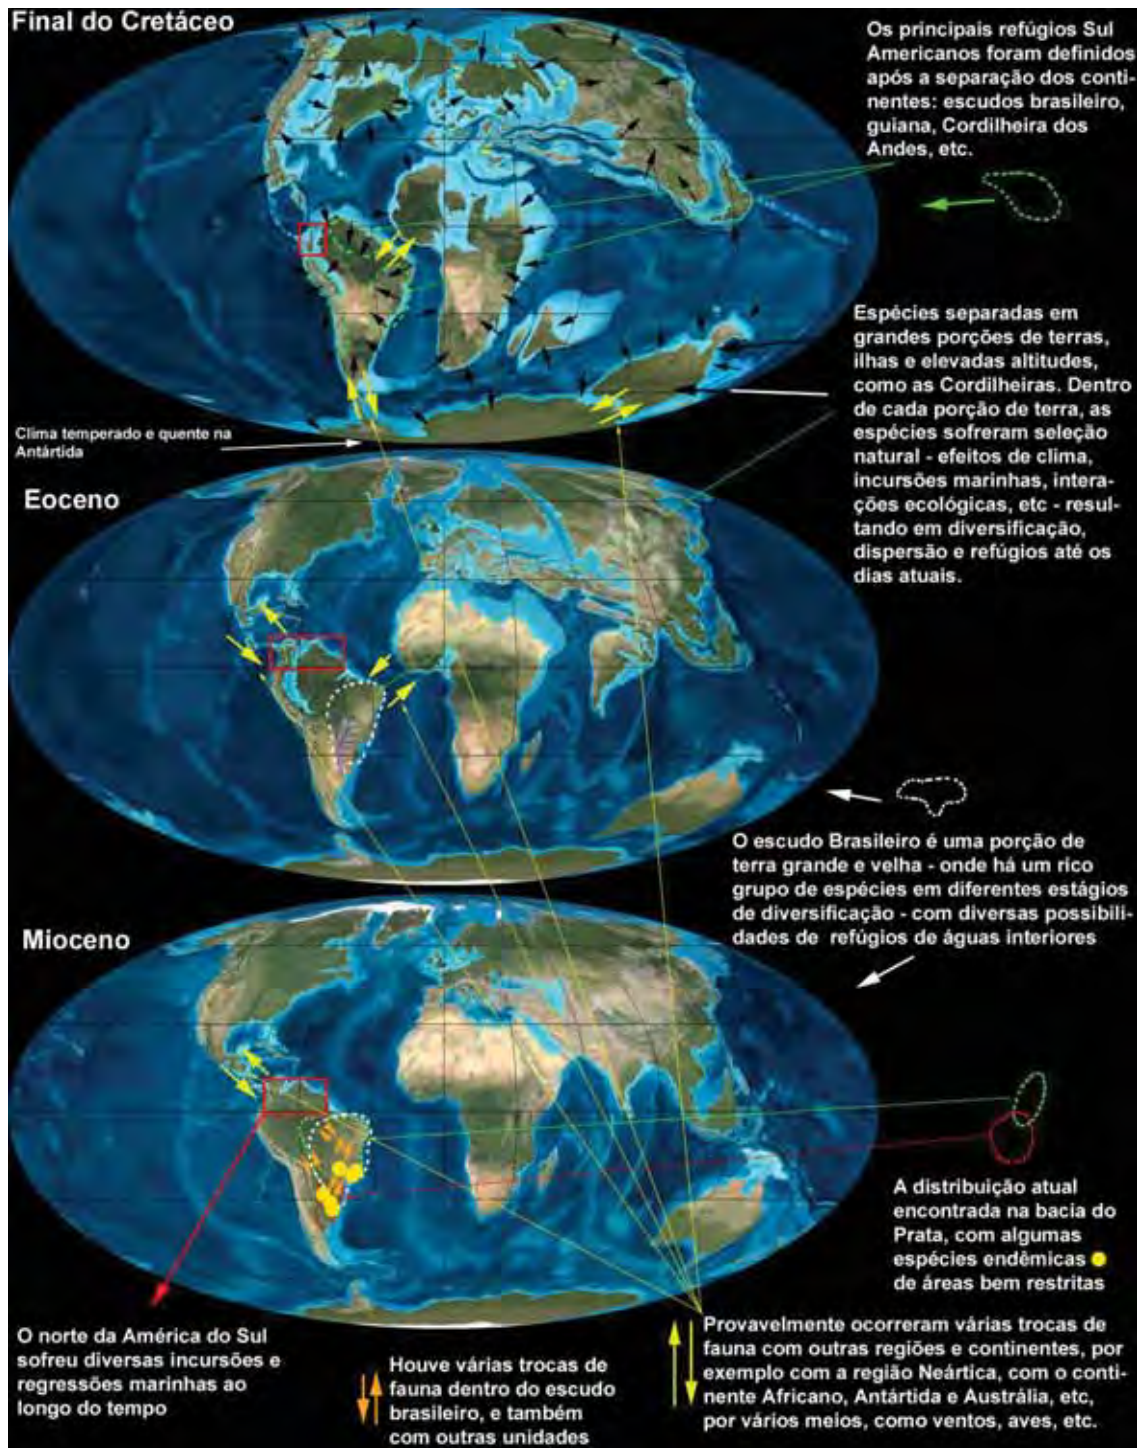 Final do Cretáceo
Os principais refúgios Sul
Americanos foram definidos
após a separação dos conti-
nentes: escudos brasileiro,
guiana, Cordilheira dos
Andes, etc.
Espécies separadas em
grandes porções de terras,
ilhas e elevadas altitudes,
como as Cordilheiras. Dentro
de cada porção de terra, as
espécies sofreram seleção
natural - efeitos de clima,
incursões marinhas, intera-
ções ecológicas, etc - resul-
tando em diversificação,
dispersão e refúgios até os
dias atuais.
Clima temperado e quente na
Antártida
Eoceno
O escudo Brasileiro é uma porção de
terra grande e velha - onde há um rico
grupo de espécies em diferentes estágios
de diversificação - com diversas possibili-
dades de refúgios de águas interiores
Mioceno
A distribuição atual
encontrada na bacia do
Prata, com algumas
espécies endêmicas
de áreas bem restritas
O norte da América do Sul
sofreu diversas incursões e
regressões marinhas ao
longo do tempo
Houve várias trocas de
fauna dentro do escudo
brasileiro, e também
com outras unidades
Provavelmente ocorreram várias trocas de
fauna com outras regiões e continentes, por
exemplo com a região Neártica, com o conti-
nente Africano, Antártida e Austrália, etc,
por vários meios, como ventos, aves, etc.